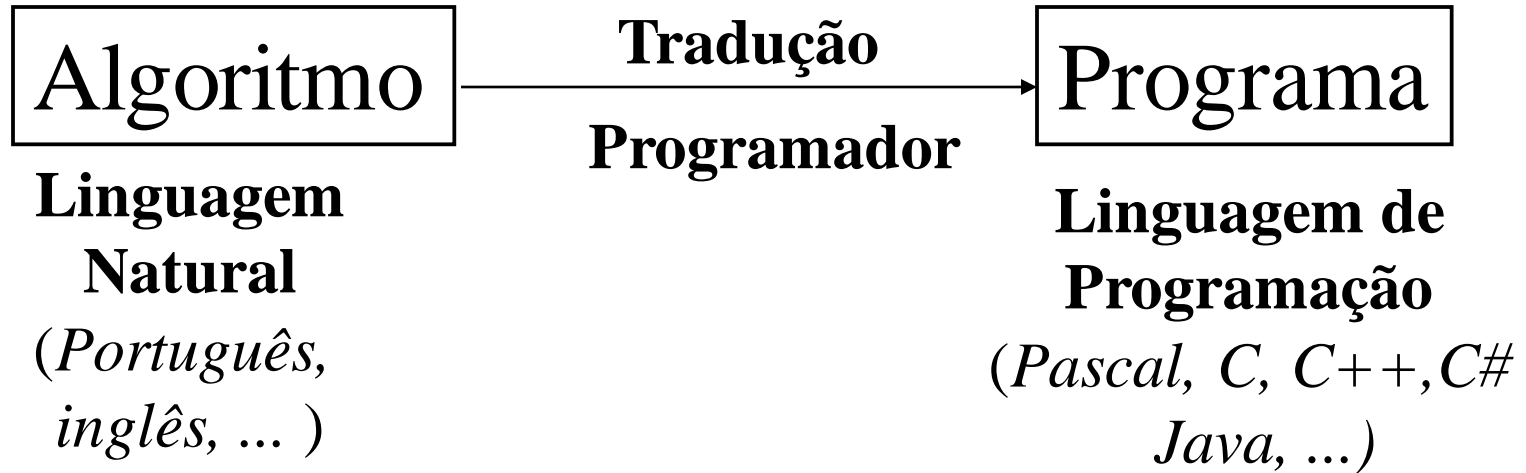 Algoritmo
Tradução
Programador
Programa
Linguagem
Natural
(Português,
inglês, ... )
Linguagem de
Programação
(Pascal, C, C++,C#
Java, ...)